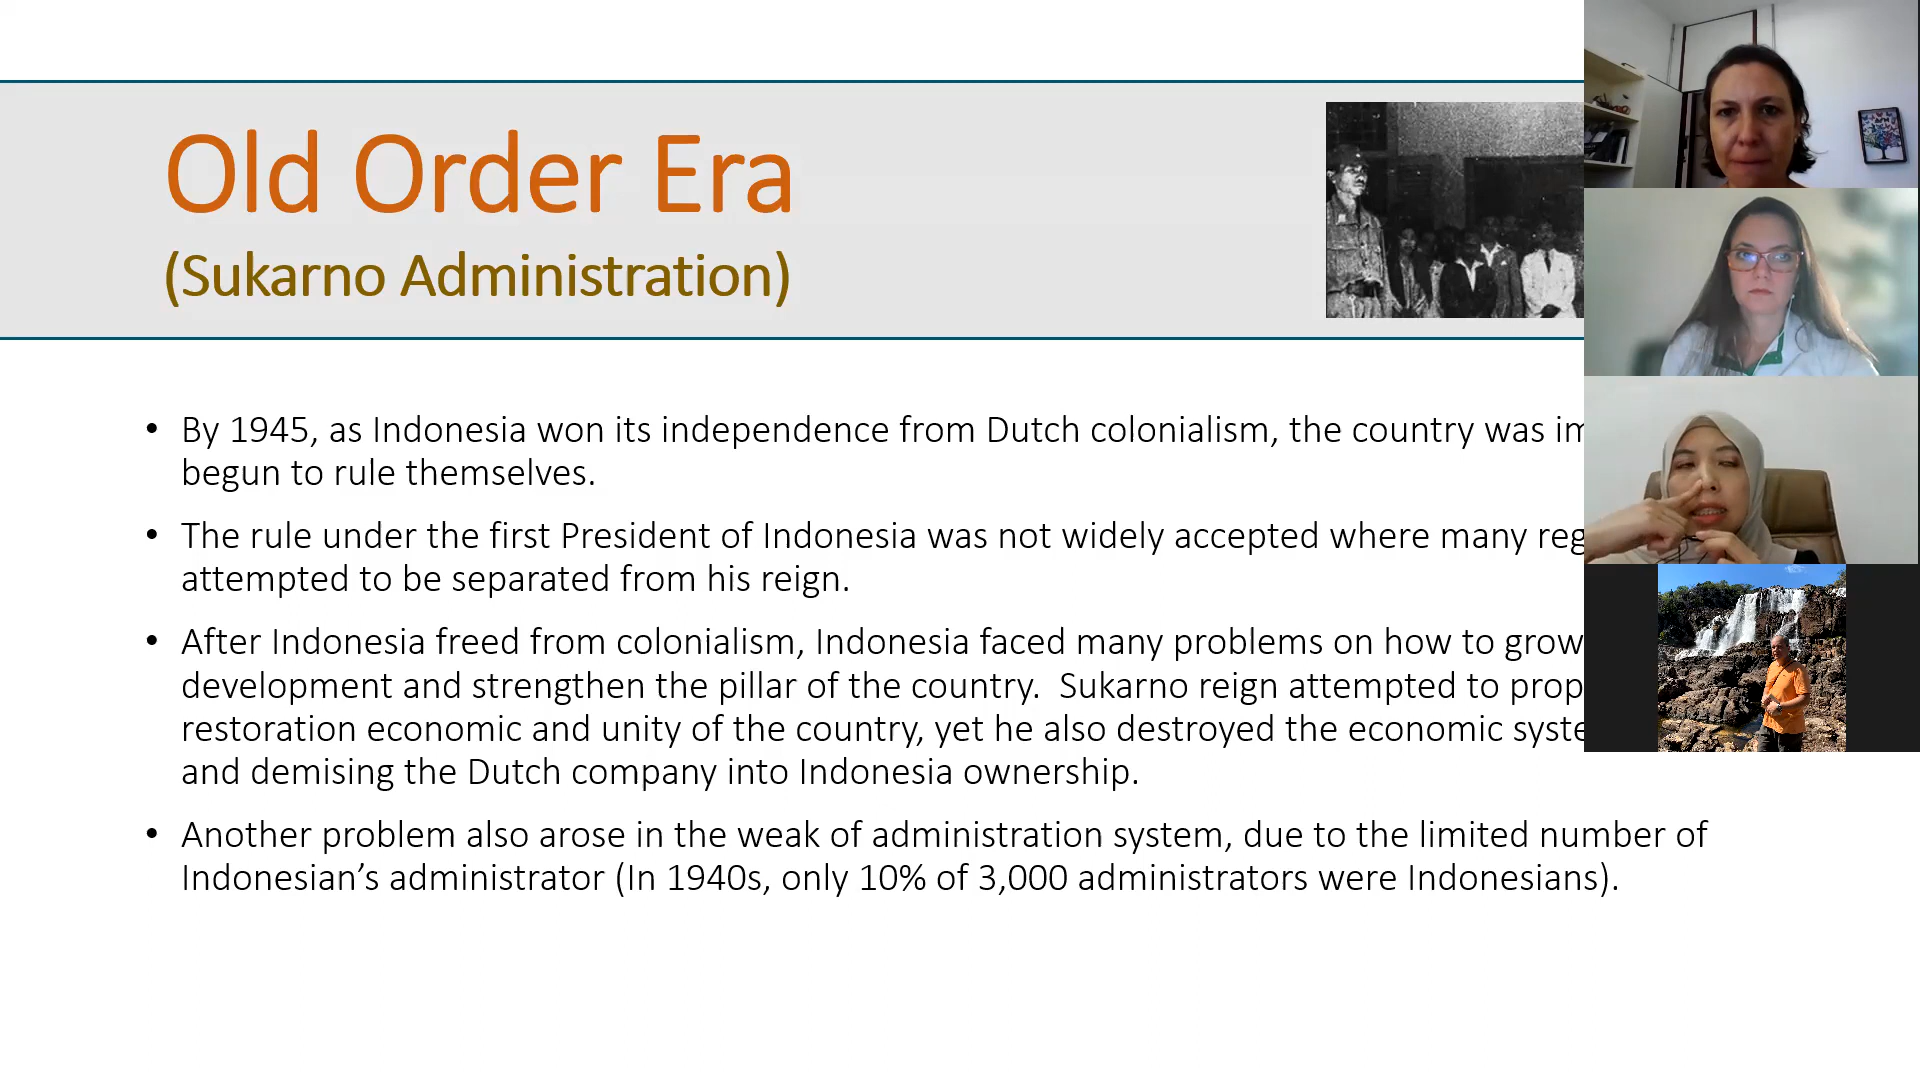 Old Order Era
(Sukarno Administration)
• By 1945, as Indonesia won its independence from Dutch colonialism, the country was
begun to rule themselves.
• The rule under the first President of Indonesia was not widely accepted where many
attempted to be separated from his reign.
• After Indonesia freed from colonialism, Indonesia faced many problems on how to grow
development and strengthen the pillar of the country. Sukarno reign attempted to
restoration economic and unity of the country, yet he also destroyed the economic
and demising the Dutch company into Indonesia ownership.
• Another problem also arose in the weak of administration system, due to the limited number of
Indonesian’s administrator (In 1940s, only 10% of 3,000 administrators were Indonesians).